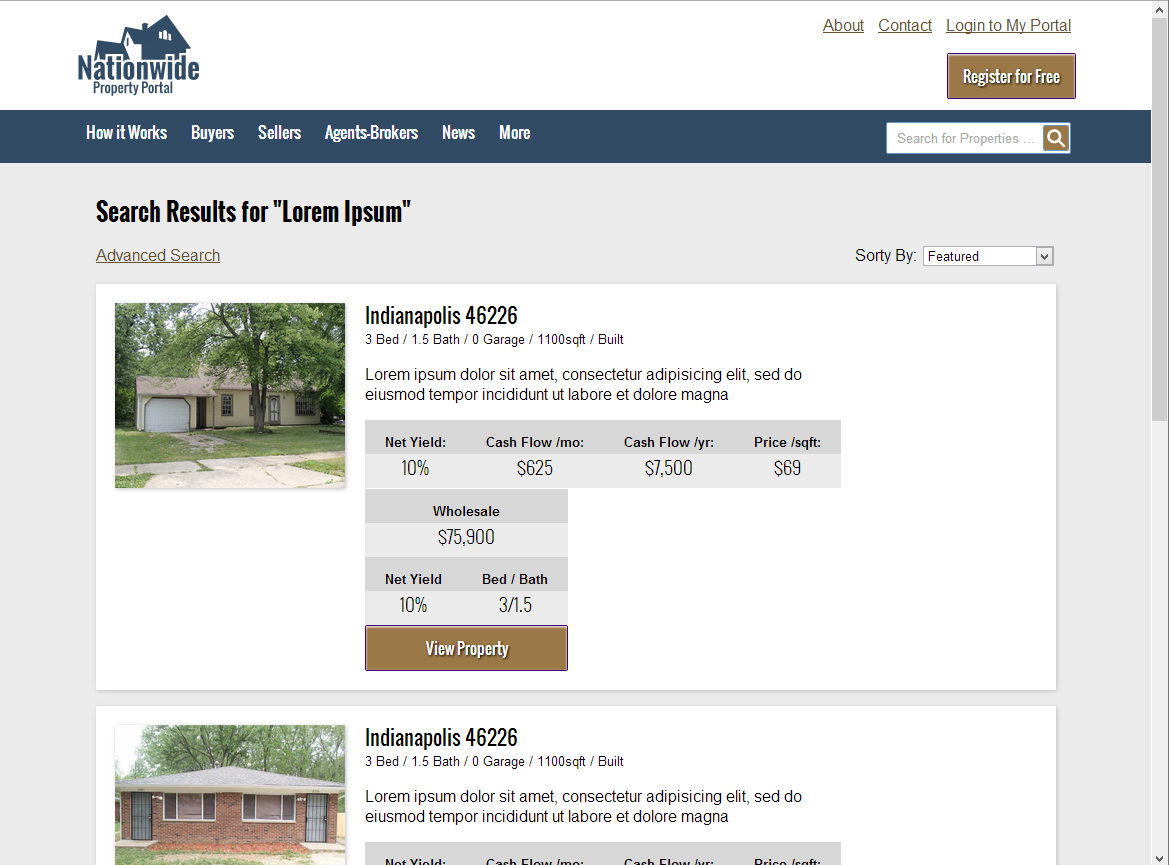 About Contact Login to My Portal
Nationwide
Property Portal
Register for Free
How it Works Buyers Sellers Agents-Brokers News More
Search for Properties ...
Search Results for "Lorem Ipsum"
Advanced Search
Sorty By: Featured
Indianapolis 46226
3 Bed / 1.5 Bath / 0 Garage / 1100sqft / Built
Lorem ipsum dolor sit amet, consectetur adipisicing elit, sed do
eiusmod tempor incididunt ut labore et dolore magna
Net Yield: Cash Flow /mo: Cash Flow /yr: Price /sqft:
10% $625 $7,500 $69
Wholesale
$75,900
Net Yield Bed / Bath
10% 3/1.5
View Property
Indianapolis 46226
3 Bed / 1.5 Bath / 0 Garage / 1100sqft / Built
Lorem ipsum dolor sit amet, consectetur adipisicing elit, sed do
eiusmod tempor incididunt ut labore et dolore magna
Net Yield: Cash Flow /mo: Cash Flow /yr: Price /sqft: